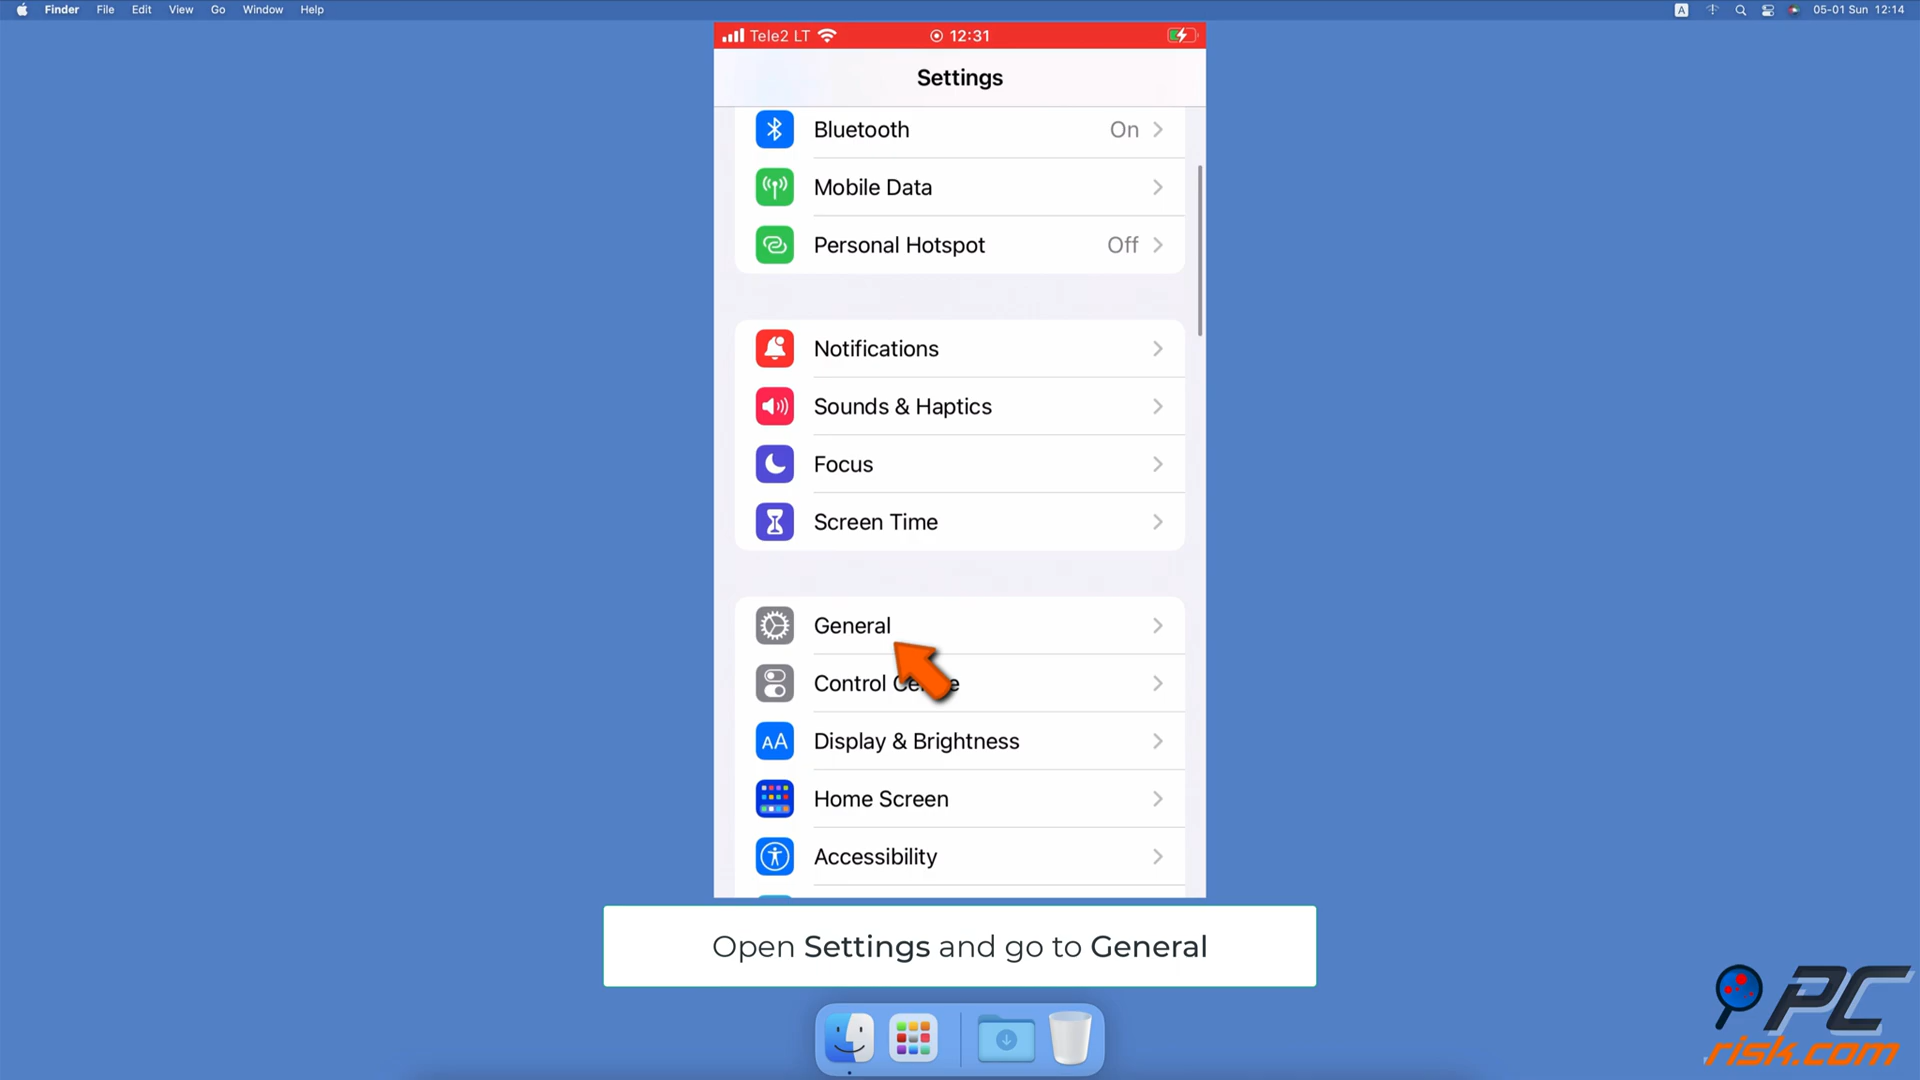 Finder File Edit View Go Window Help
A 05-01 Sun 12:14
Tele2 LT 12:31
Settings
Bluetooth On
Mobile Data
Personal Hotspot Off
Notifications
Sounds & Haptics
Focus
Screen Time
General
Control
AA Display & Brightness
Home Screen
Accessibility
Open Settings and go to General
PC
risk.com